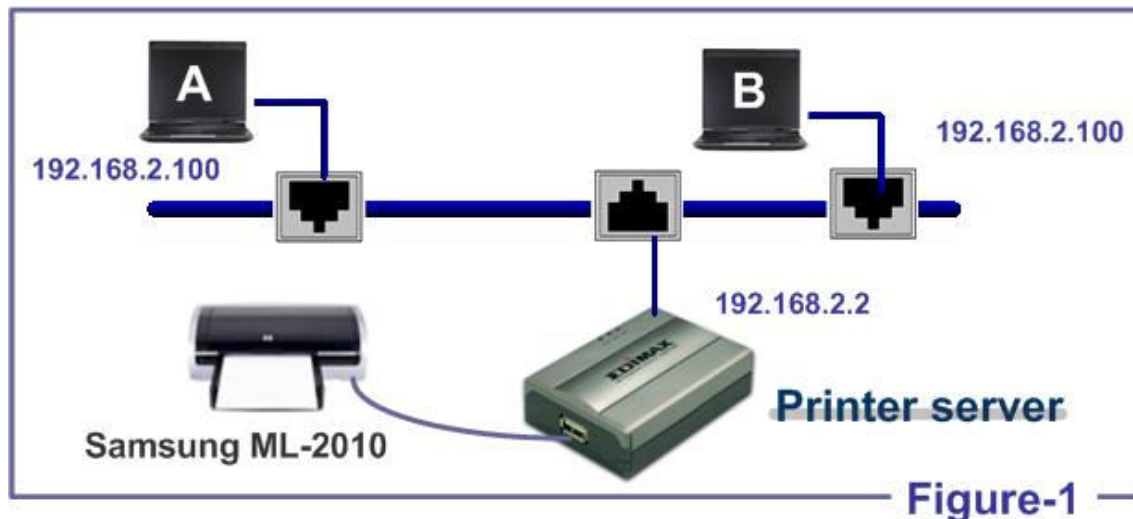 A
B
192.168.2.100
192.168.2.100
192.168.2.2
EDIMAX
Printer server
Samsung ML-2010
Figure-1